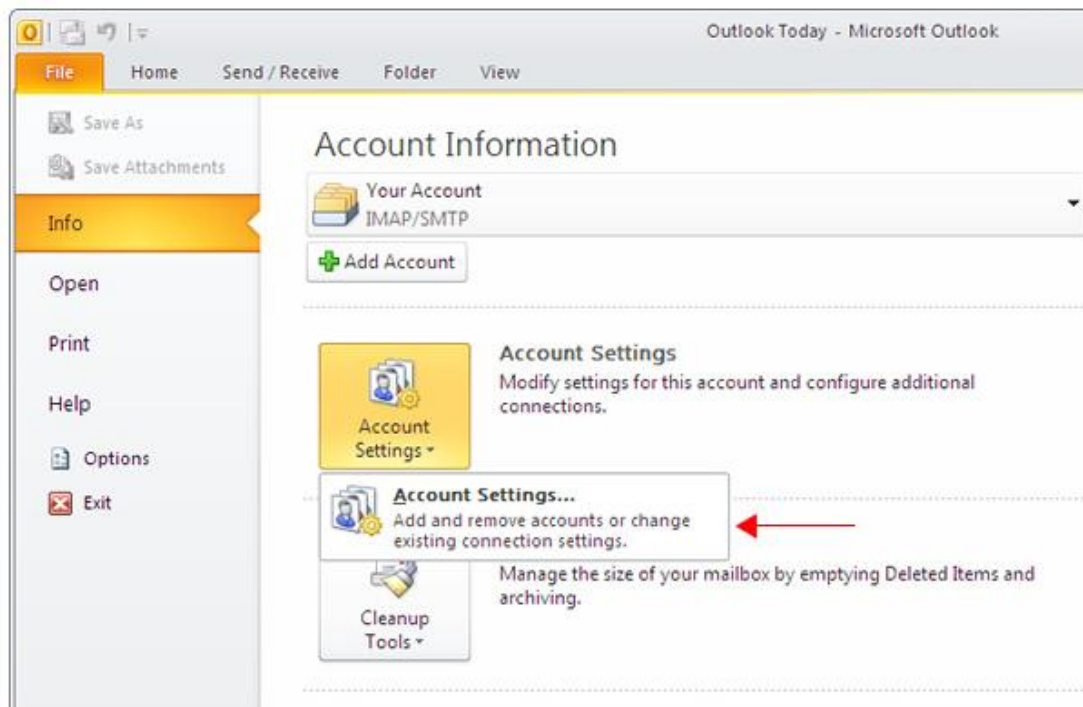 Outlook Today - Microsoft Outlook
File Home Send / Receive Folder View
Save As
Save Attachments
Info
Open
Print
Help
Options
Exit
Account Information
Your Account
IMAP/SMTP
Add Account
Account Settings
Account Settings
Modify settings for this account and configure additional
connections.
Account Settings...
Add and remove accounts or change
existing connection settings.
Cleanup
Tools
Manage the size of your mailbox by emptying Deleted Items and
archiving.